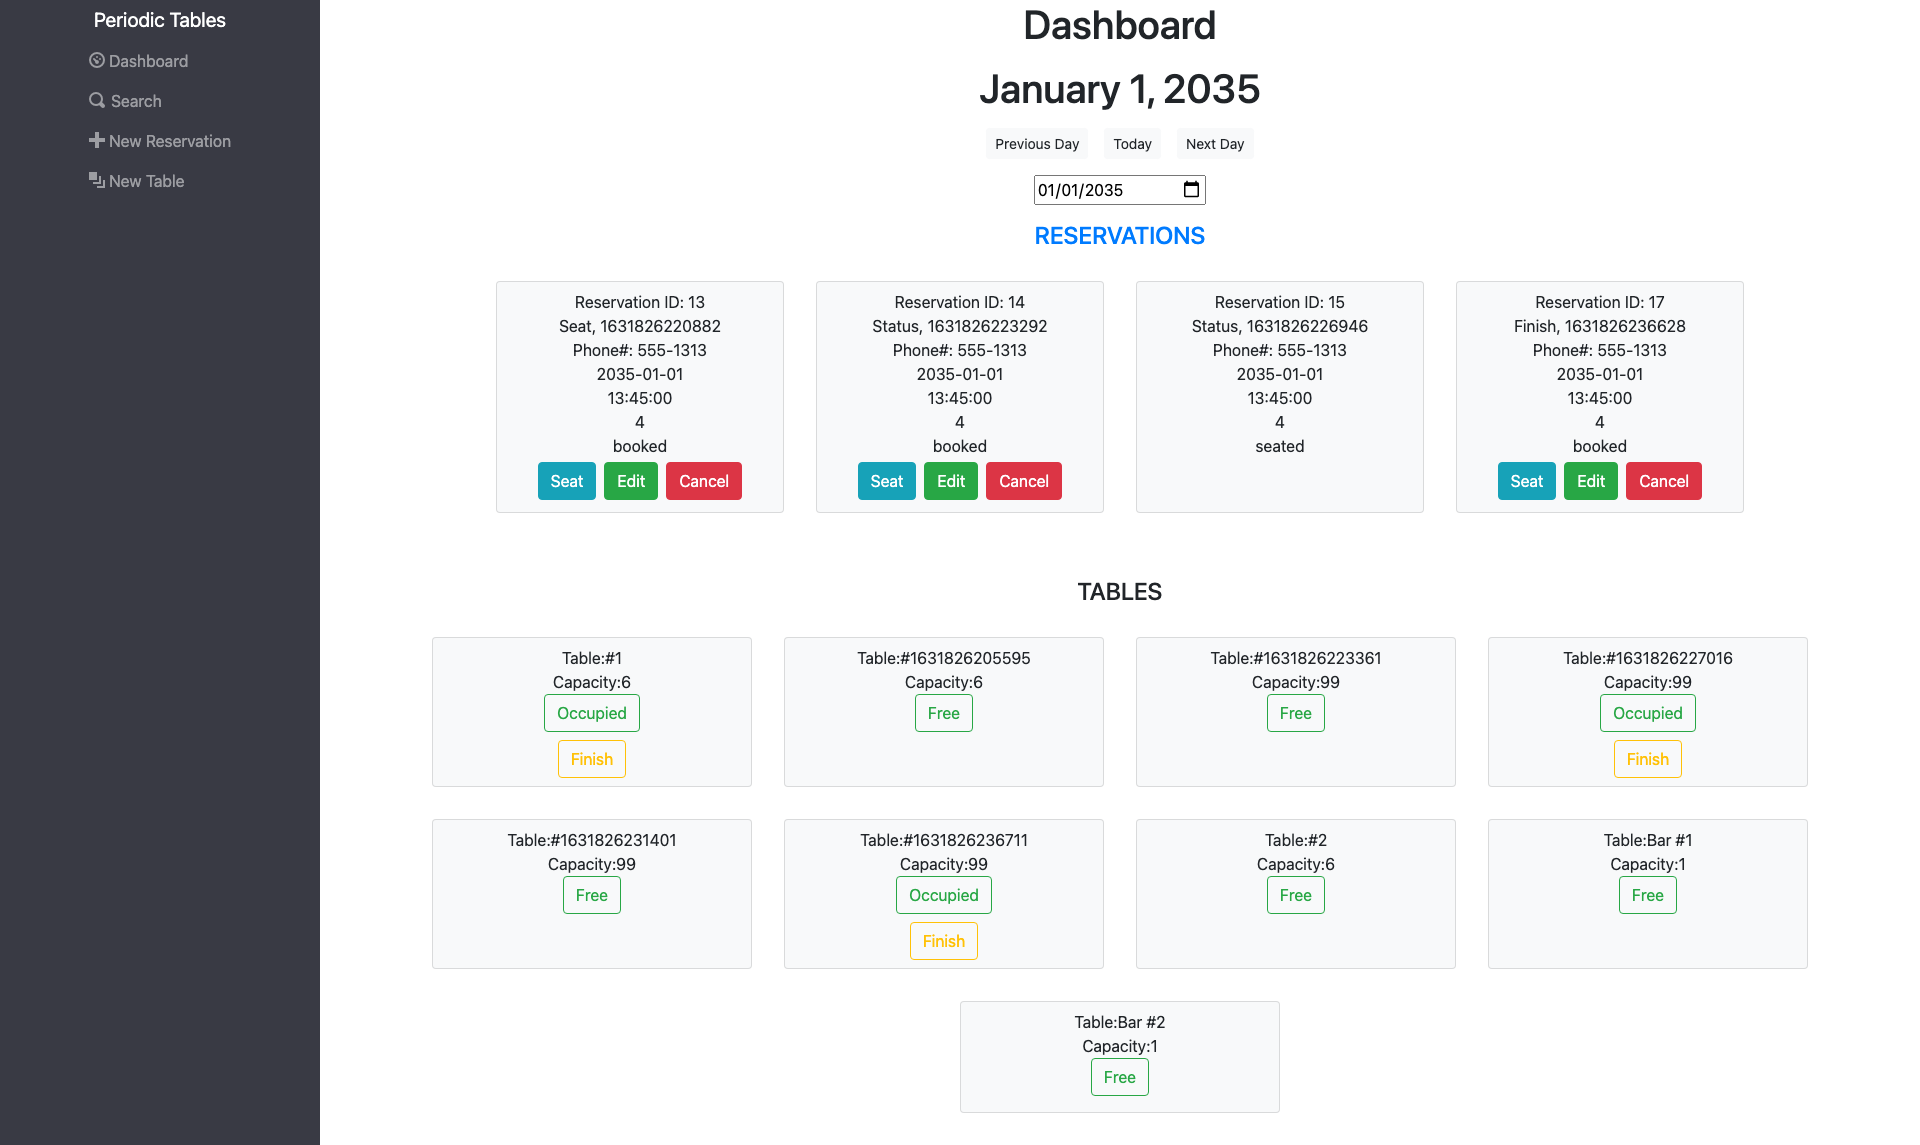 Periodic Tables
Dashboard
Search
New Reservation
New Table
Dashboard
January 1, 2035
Previous Day Today Next Day
01/01/2035
RESERVATIONS
Reservation ID: 13
Seat, 1631826220882
Phone#: 555-1313
2035-01-01
13:45:00
4
booked
Seat Edit Cancel
Reservation ID: 14
Status, 1631826223292
Phone#: 555-1313
2035-01-01
13:45:00
4
booked
Seat Edit Cancel
Reservation ID: 15
Status, 1631826226946
Phone#: 555-1313
2035-01-01
13:45:00
4
seated
Reservation ID: 17
Finish, 1631826236628
Phone#: 555-1313
2035-01-01
13:45:00
4
booked
Seat Edit Cancel
TABLES
Table:#1
Capacity:6
Occupied
Finish
Table:#1631826205595
Capacity:6
Free
Table:#1631826223361
Capacity:99
Free
Table:#1631826227016
Capacity:99
Occupied
Finish
Table:#1631826231401
Capacity:99
Free
Table:#1631826236711
Capacity:99
Occupied
Finish
Table:#2
Capacity:6
Free
Table:Bar #1
Capacity:1
Free
Table:Bar #2
Capacity:1
Free